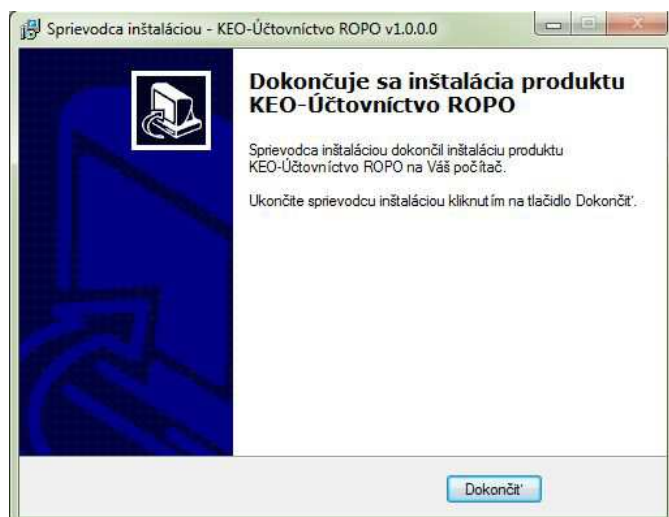 Sprievodca inštaláciou - KEO-Účtovníctvo ROPO v1.0.0.0
Dokončuje sa inštalácia produktu
KEO-Účtovníctvo ROPO
Sprievodca inštaláciou dokončil inštaláciu produktu
KEO-Účtovníctvo ROPO na Váš počítač.
Ukončite sprievodcu inštaláciou kliknutím na tlačidlo Dokončiť.
Dokončiť